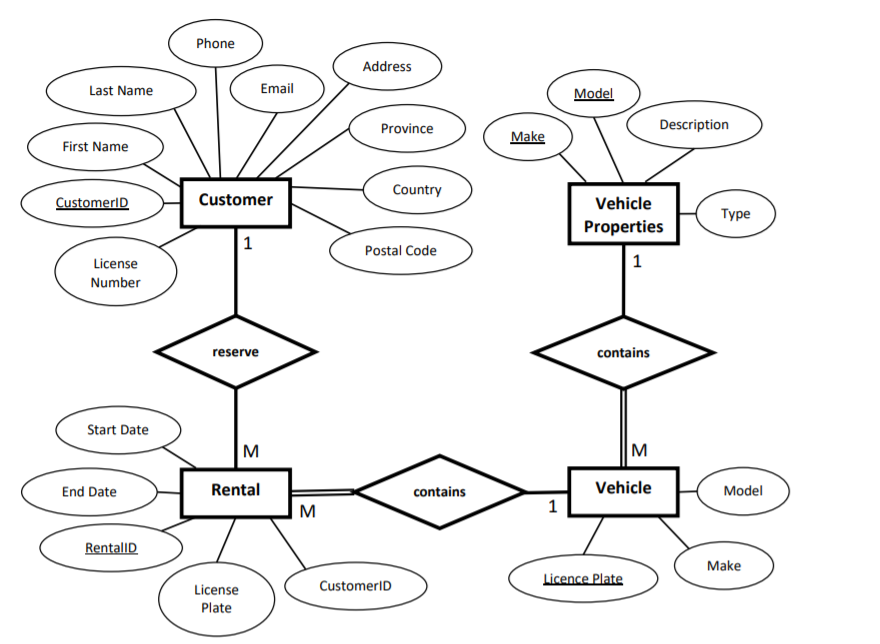 Phone
Last Name
Email
Address
Model
Make
Description
Province
First Name
CustomerID
Customer
Country
Vehicle
Properties
Type
Postal Code
License
Number
1
1
reserve
contains
Start Date
M
M
End Date
Rental
contains
Vehicle
Model
M
1
RentalID
License
Plate
CustomerID
Licence Plate
Make